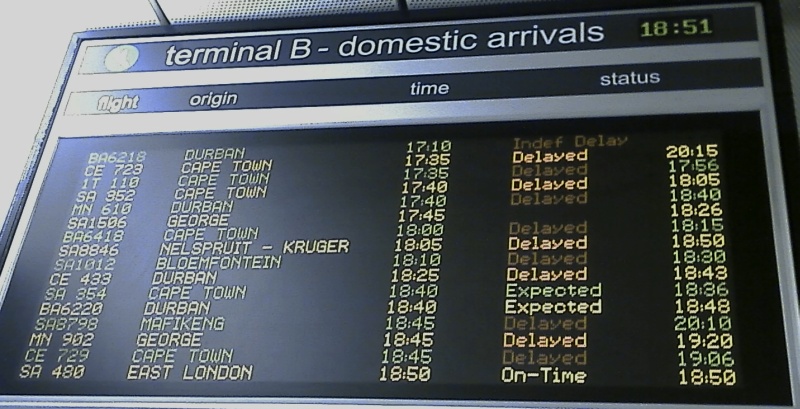 terminal B - domestic arrivals 18:51
flight origin time status
BA6218 DURBAN 17:10 Indef Delay
CE 723 CAPE TOWN 17:35 Delayed 20:15
1T 110 CAPE TOWN 17:35 Delayed 17:56
SA 352 CAPE TOWN 17:40 Delayed 18:05
MN 610 DURBAN 17:40 Delayed 18:40
SA1506 GEORGE 17:45 18:26
BA6418 CAPE TOWN 18:00 Delayed 18:15
SA8846 NELSPRUIT - KRUGER 18:05 Delayed 18:50
SA1012 BLOEMFONTEIN 18:10 Delayed 18:30
CE 433 DURBAN 18:25 Delayed 18:43
SA 354 CAPE TOWN 18:40 Expected 18:36
BA6220 DURBAN 18:40 Expected 18:48
SA8798 MAFIKENG 18:45 Delayed 20:10
MN 902 GEORGE 18:45 Delayed 19:20
CE 729 CAPE TOWN 18:45 Delayed 19:06
SA 480 EAST LONDON 18:50 On-Time 18:50